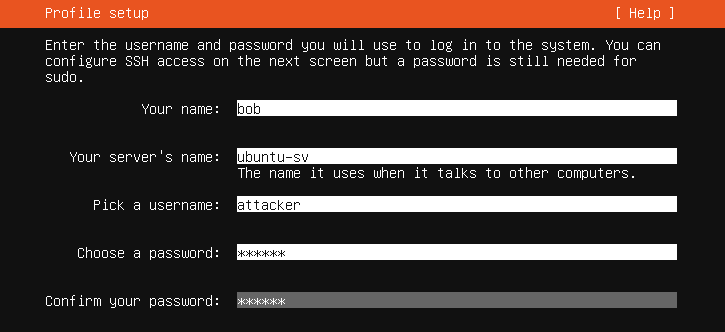 Profile setup [ Help ]
Enter the username and password you will use to log in to the system. You can
configure SSH access on the next screen but a password is still needed for
sudo.
Your name: bob
Your server's name: ubuntu-sv
The name it uses when it talks to other computers.
Pick a username: attacker
Choose a password: ******
Confirm your password: ******